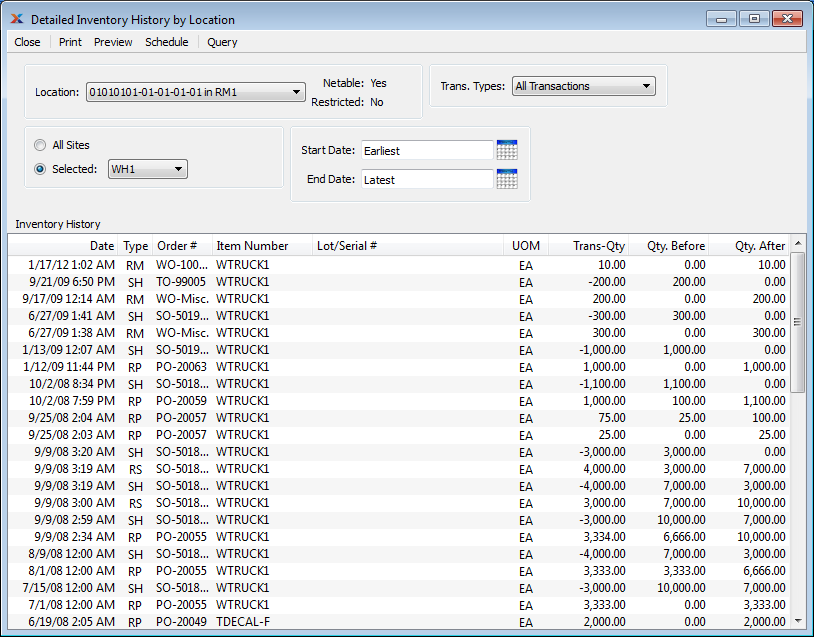 Detailed Inventory History by Location
Close Print Preview Schedule Query
Location: 01010101-01-01-01-01 in RM1 Netable: Yes Trans. Types: All Transactions
Restricted: No
All Sites
Selected: WH1
Start Date: Earliest
End Date: Latest
Inventory History
Date Type Order # Item Number Lot/Serial # UOM Trans-Qty Qty. Before Qty. After
1/17/12 1:02 AM RM WO-100... WTRUCK1 EA 10.00 0.00 10.00
9/21/09 6:50 PM SH TO-99005 WTRUCK1 EA -200.00 200.00 0.00
9/17/09 12:14 AM RM WO-Misc. WTRUCK1 EA 200.00 0.00 200.00
6/27/09 1:41 AM SH SO-5019... WTRUCK1 EA -300.00 300.00 0.00
6/27/09 1:38 AM RM WO-Misc. WTRUCK1 EA 300.00 0.00 300.00
1/13/09 12:07 AM SH SO-5019... WTRUCK1 EA -1,000.00 1,000.00 0.00
1/12/09 11:44 PM RP PO-20063 WTRUCK1 EA 1,000.00 0.00 1,000.00
10/2/08 8:34 PM SH SO-5018... WTRUCK1 EA -1,100.00 1,100.00 0.00
10/2/08 7:59 PM RP PO-20059 WTRUCK1 EA 1,000.00 100.00 1,100.00
9/25/08 2:04 AM RP PO-20057 WTRUCK1 EA 75.00 25.00 100.00
9/25/08 2:03 AM RP PO-20057 WTRUCK1 EA 25.00 0.00 25.00
9/9/08 3:20 AM SH SO-5018... WTRUCK1 EA -3,000.00 3,000.00 0.00
9/9/08 3:19 AM RS SO-5018... WTRUCK1 EA 4,000.00 3,000.00 7,000.00
9/9/08 3:19 AM SH SO-5018... WTRUCK1 EA -4,000.00 7,000.00 3,000.00
9/9/08 3:00 AM RS SO-5018... WTRUCK1 EA 3,000.00 7,000.00 10,000.00
9/9/08 2:59 AM SH SO-5018... WTRUCK1 EA -3,000.00 10,000.00 7,000.00
9/9/08 2:34 AM RP PO-20055 WTRUCK1 EA 3,334.00 6,666.00 10,000.00
8/9/08 12:00 AM SH SO-5018... WTRUCK1 EA -4,000.00 7,000.00 3,000.00
8/1/08 12:00 AM RP PO-20055 WTRUCK1 EA 3,333.00 3,333.00 6,666.00
7/15/08 12:00 AM SH SO-5018... WTRUCK1 EA -3,000.00 10,000.00 7,000.00
7/1/08 12:00 AM RP PO-20055 WTRUCK1 EA 3,333.00 0.00 3,333.00
6/19/08 2:05 AM RP PO-20049 TDECAL-F EA 2,000.00 0.00 2,000.00